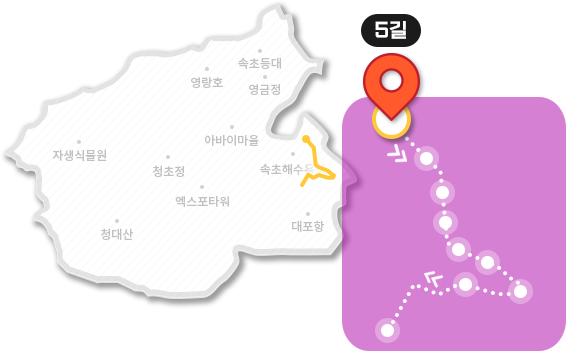 5길
속초등대
영랑호
영금정
아바이마을
자생식물원
청초정
속초해수욕
엑스포타워
대포항
청대산